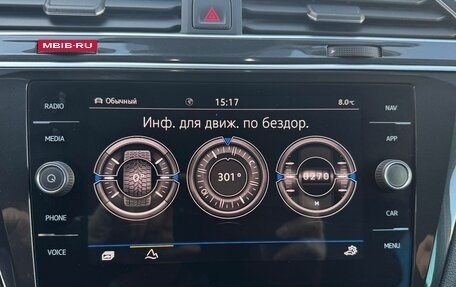 MBIB.RU
RADIO
MEDIA
PHONE
VOICE
Обычный
15:17
8.0°C
Инф. для движ. по бездор.
0°
301°
0270
M
NAV
APP
CAR
MENU